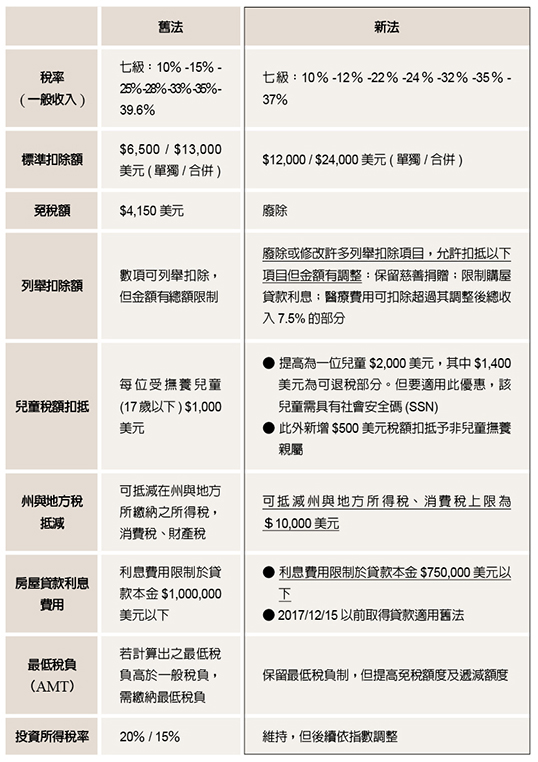 舊法
新法
稅率
(一般收入)
七級：10% -15% -
25%-28%-33%-35%-
39.6%
七級：10% -12% -22% -24% -32% -35% -
37%
標準扣除額
$6,500 / $13,000
美元 (單獨 / 合併)
$12,000 / $24,000 美元 (單獨 / 合併)
免稅額
$4,150 美元
廢除
列舉扣除額
數項可列舉扣除，
但金額有總額限制
廢除或修改許多列舉扣除項目，允許扣抵以下
項目但金額有調整：保留慈善捐贈；限制購屋
貸款利息；醫療費用可扣除超過其調整後總收
入 7.5% 的部分
兒童稅額扣抵
每位受撫養兒童
(17 歲以下) $1,000
美元
● 提高為一位兒童 $2,000 美元，其中 $1,400
美元為可退稅部分。但要適用此優惠，該
兒童需具有社會安全碼 (SSN)
● 此外新增 $500 美元稅額扣抵予非兒童撫養
親屬
州與地方稅
抵減
可抵減在州與地方
所繳納之所得稅，
消費稅、財產稅
可抵減州與地方所得稅、消費稅上限為
＄10,000 美元
房屋貸款利息
費用
利息費用限制於貸
款本金 $1,000,000
美元以下
● 利息費用限制於貸款本金 $750,000 美元以
下
● 2017/12/15 以前取得貸款適用舊法
最低稅負
（AMT）
若計算出之最低稅
負高於一般稅負，
需繳納最低稅負
保留最低稅負制，但提高免稅額度及遞減額度
投資所得稅率
20% / 15%
維持，但後續依指數調整